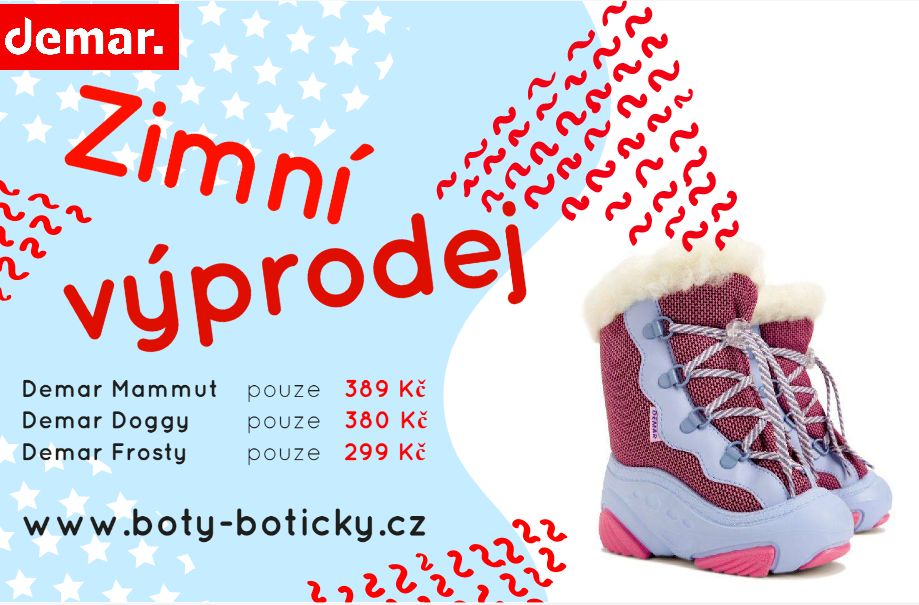 demar.
Zimní
výprodej
Demar Mammut pouze 389 Kč
Demar Doggy pouze 380 Kč
Demar Frosty pouze 299 Kč
www.boty-boticky.cz
DEMAR